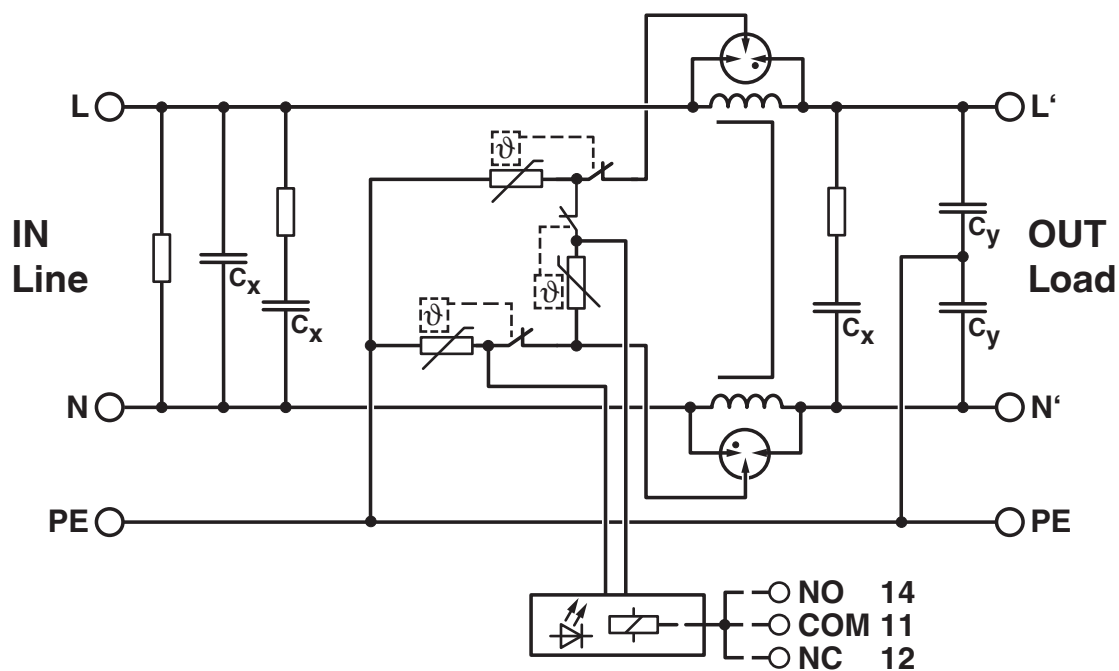 L
L‘
ϑ
IN
Line
Cx
Cx
ϑ
ϑ
Cx
Cy
Cy
OUT
Load
N
N‘
PE
PE
NO 14
COM 11
NC 12